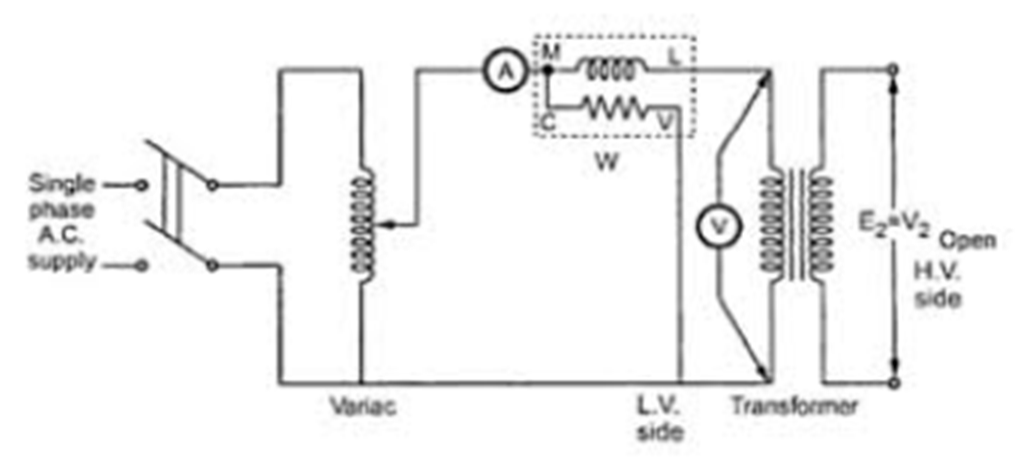 Single
phase
A.C.
supply
Variac
A
M
L
C
V
W
V
L.V.
side
Transformer
E2=V2
Open
H.V.
side